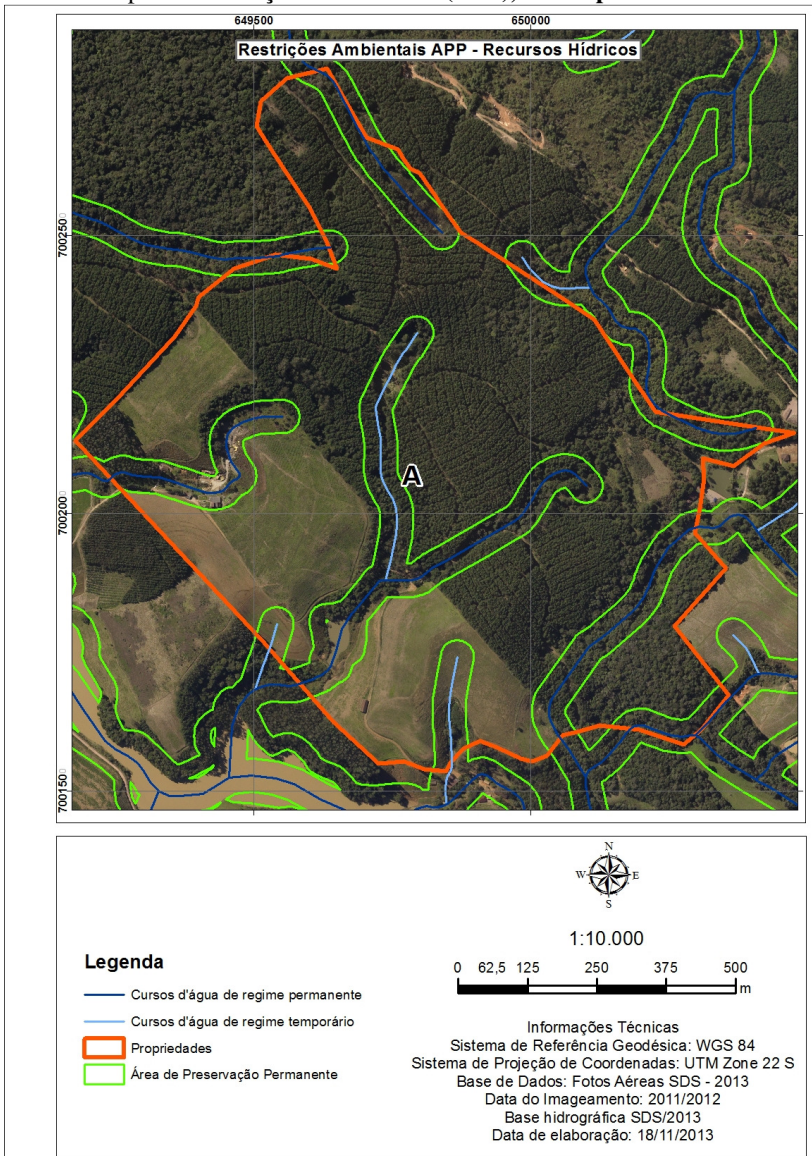 649500 650000
Restrições Ambientais APP - Recursos Hídricos
7002500
A
7002000
7001500
N
W E
S
1:10.000
Legenda
0 62,5 125 250 375 500
m
Cursos d'água de regime permanente
Cursos d'água de regime temporário
Propriedades
Área de Preservação Permanente
Informações Técnicas
Sistema de Referência Geodésica: WGS 84
Sistema de Projeção de Coordenadas: UTM Zone 22 S
Base de Dados: Fotos Aéreas SDS - 2013
Data do Imageamento: 2011/2012
Base hidrográfica SDS/2013
Data de elaboração: 18/11/2013